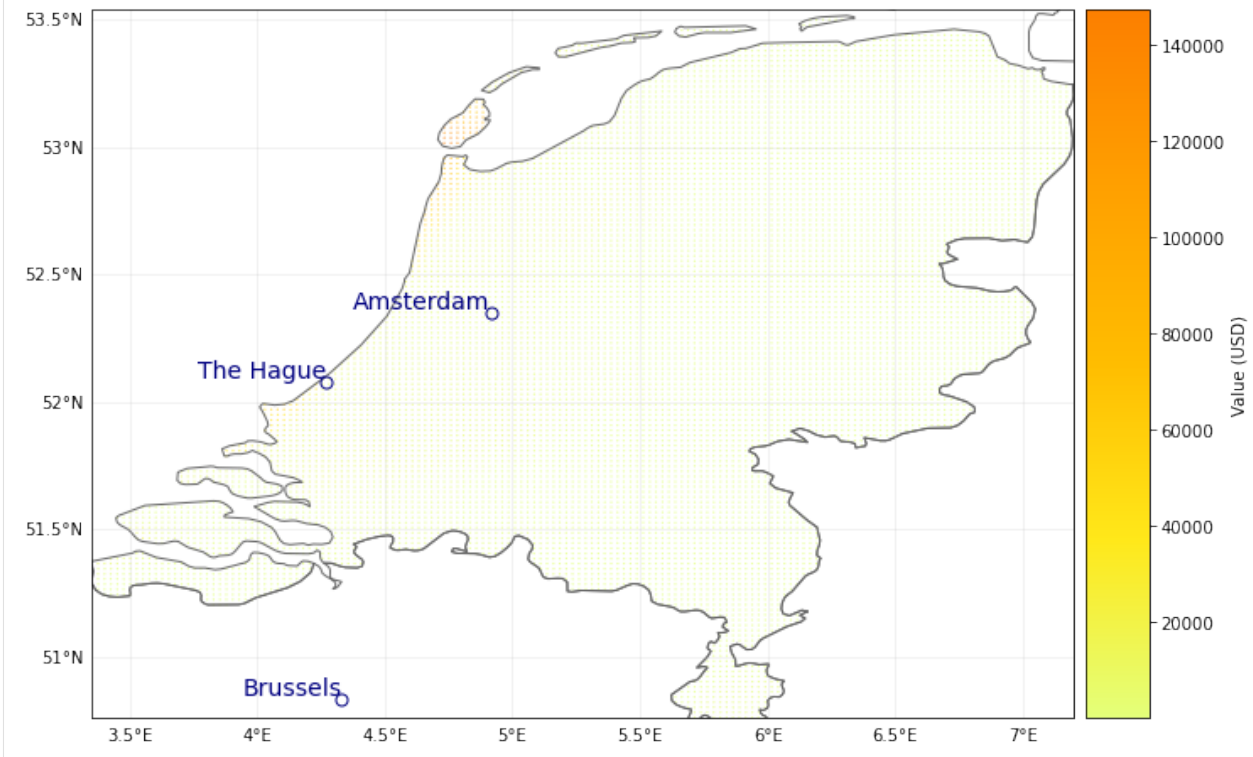 53.5°N
53°N
52.5°N
52°N
51.5°N
51°N
Amsterdam
The Hague
Brussels
3.5°E 4°E 4.5°E 5°E 5.5°E 6°E 6.5°E 7°E
140000
120000
100000
80000
60000
40000
20000
Value (USD)